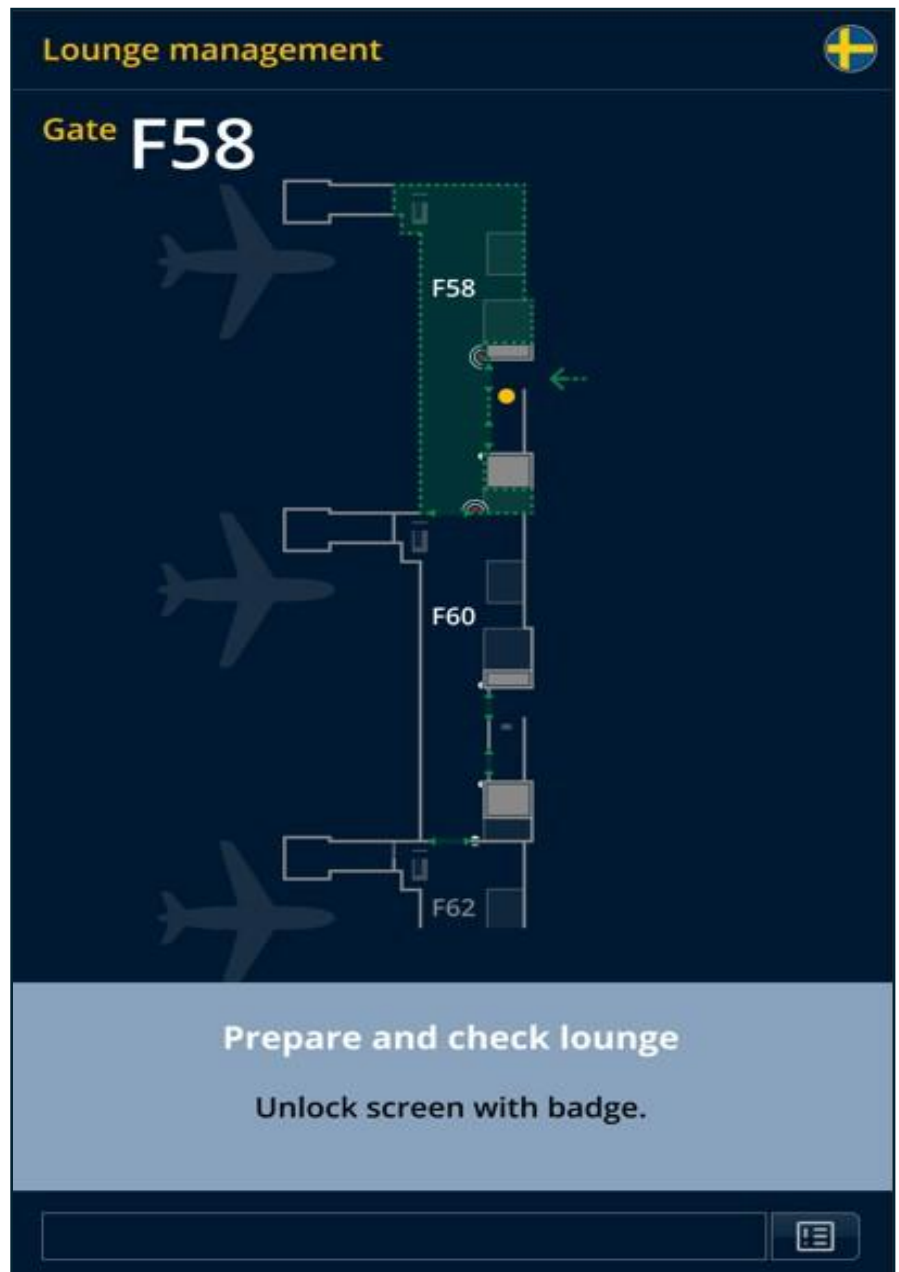 Lounge management
Gate F58
F58
F60
F62
Prepare and check lounge
Unlock screen with badge.